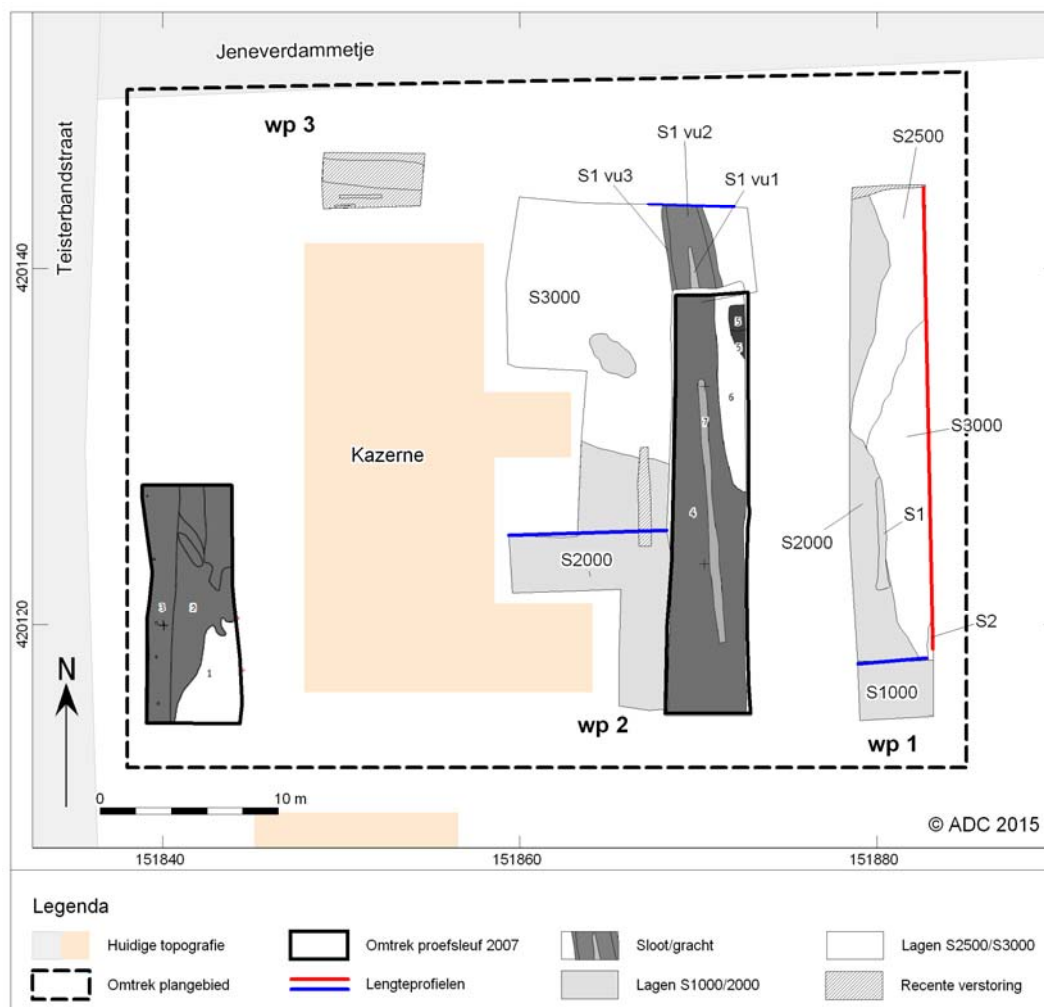 Jeneverdammetje
Teisterbandstraat
wp 3
S1 vu2
S2500
S1 vu3
S1 vu1
420140
S3000
5
5
6
S3000
7
Kazerne
4
S1
S2000
S2000
3
420120
S2
1
N
S1000
wp 2
wp 1
0
10 m
© ADC 2015
151840
151860
151880
Legenda
Huidige topografie
Omtrek proefsleuf 2007
Sloot/gracht
Lagen S2500/S3000
Omtrek plangebied
Lengteprofielen
Lagen S1000/2000
Recente verstoring